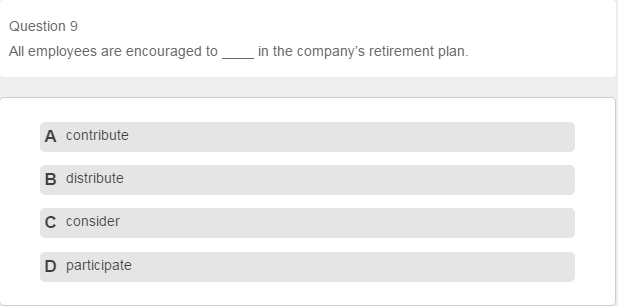 Question 9
All employees are encouraged to ____ in the company’s retirement plan.
A contribute
B distribute
C consider
D participate